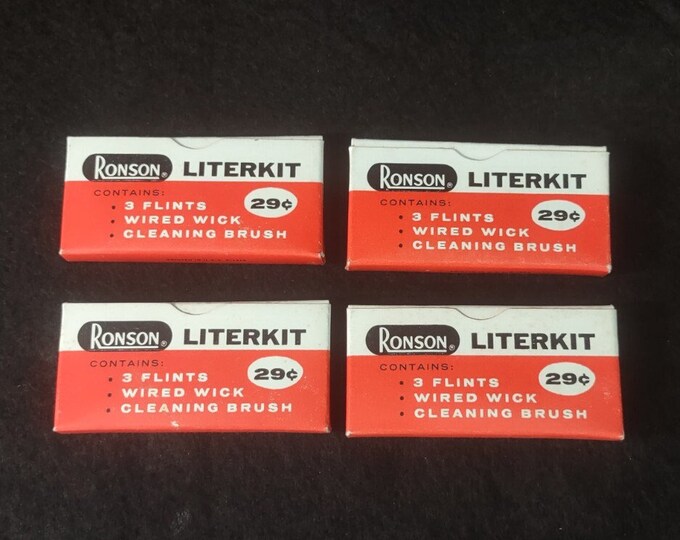 RONSON® LITERKIT
CONTAINS:
• 3 FLINTS 29¢
• WIRED WICK
• CLEANING BRUSH
RONSON® LITERKIT
CONTAINS:
• 3 FLINTS 29¢
• WIRED WICK
• CLEANING BRUSH
RONSON® LITERKIT
CONTAINS:
• 3 FLINTS 29¢
• WIRED WICK
• CLEANING BRUSH
RONSON® LITERKIT
CONTAINS:
• 3 FLINTS 29¢
• WIRED WICK
• CLEANING BRUSH